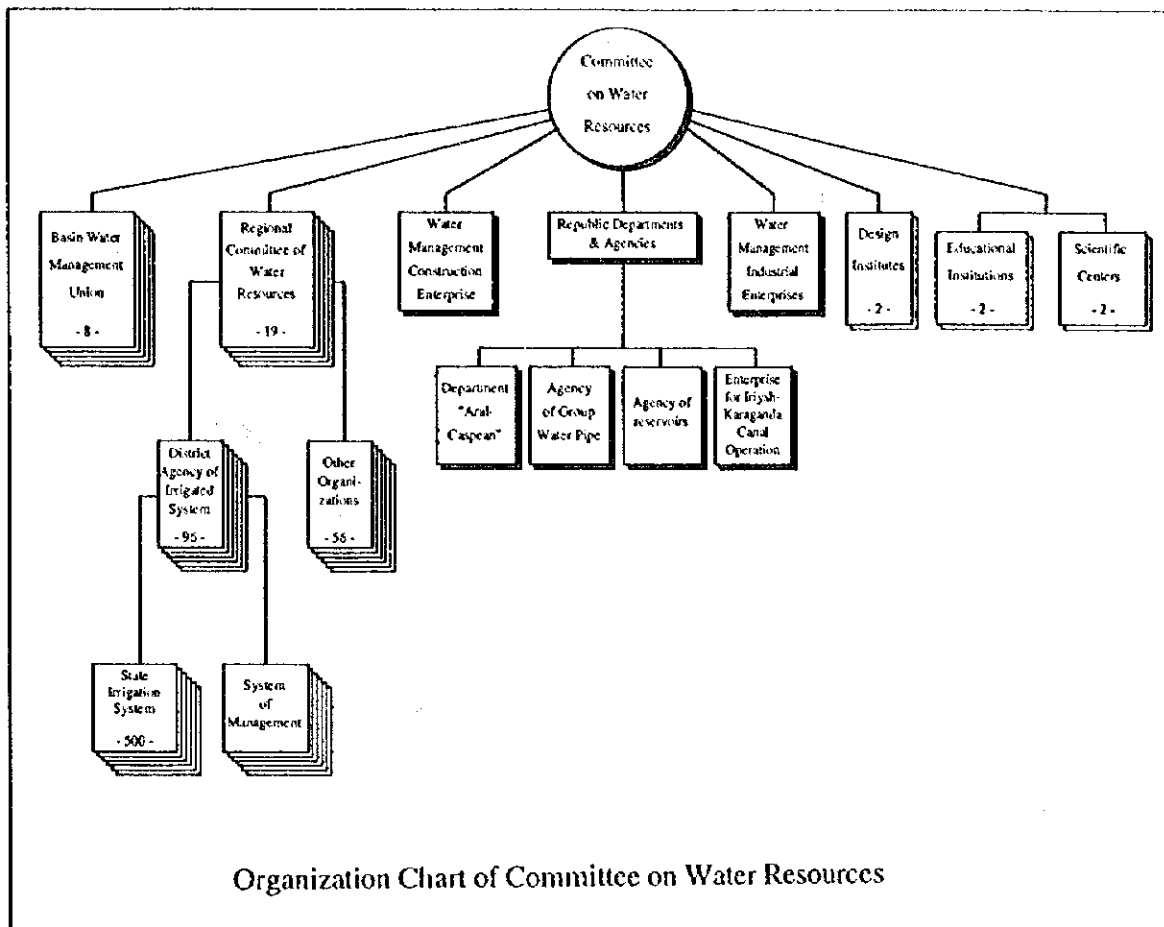 Committee
on Water
Resources
Basin Water
Management
Union
- 8 -
Regional
Committee of
Water
Resources
- 19 -
Water
Management
Construction
Enterprise
Republic Departments
& Agencies
Water
Management
Industrial
Enterprises
Design
Institutes
- 2 -
Educational
Institutions
- 2 -
Scientific
Centers
- 2 -
Department
"Aral-
Caspean"
Agency
of Group
Water Pipe
Agency of
reservoirs
Enterprise
for Iriysh-
Karaganda
Canal
Operation
District
Agency of
Irrigated
System
- 96 -
Other
Organi-
zations
- 56 -
State
Irrigation
System
- 500 -
System
of
Management
Organization Chart of Committee on Water Resources